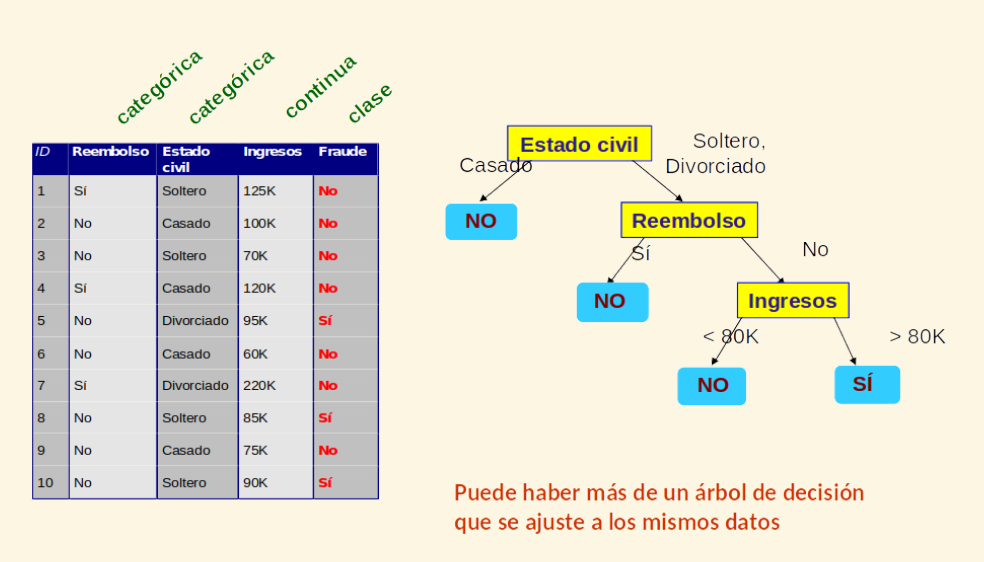 categórica
categórica
continua
clase
ID Reembolso Estado civil Ingresos Fraude
1 Sí Soltero 125K No
2 No Casado 100K No
3 No Soltero 70K No
4 Sí Casado 120K No
5 No Divorciado 95K Sí
6 No Casado 60K No
7 Sí Divorciado 220K No
8 No Soltero 85K Sí
9 No Casado 75K No
10 No Soltero 90K Sí
Estado civil
Casado
Soltero,
Divorciado
NO
Reembolso
Sí
No
NO
Ingresos
< 80K
> 80K
NO
SÍ
Puede haber más de un árbol de decisión
que se ajuste a los mismos datos